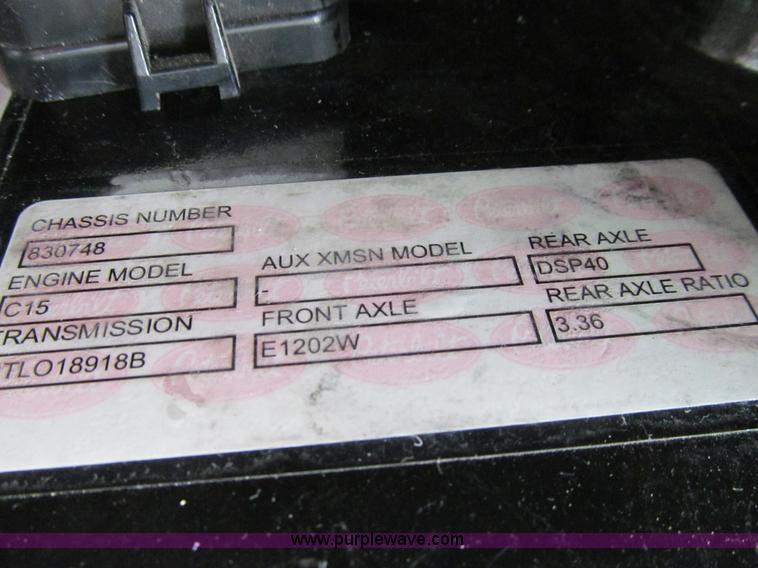 CHASSIS NUMBER
830748
ENGINE MODEL
C15
TRANSMISSION
TLO18918B
AUX XMSN MODEL
-
FRONT AXLE
E1202W
REAR AXLE
DSP40
REAR AXLE RATIO
3.36
Peterbilt
www.purplewave.com